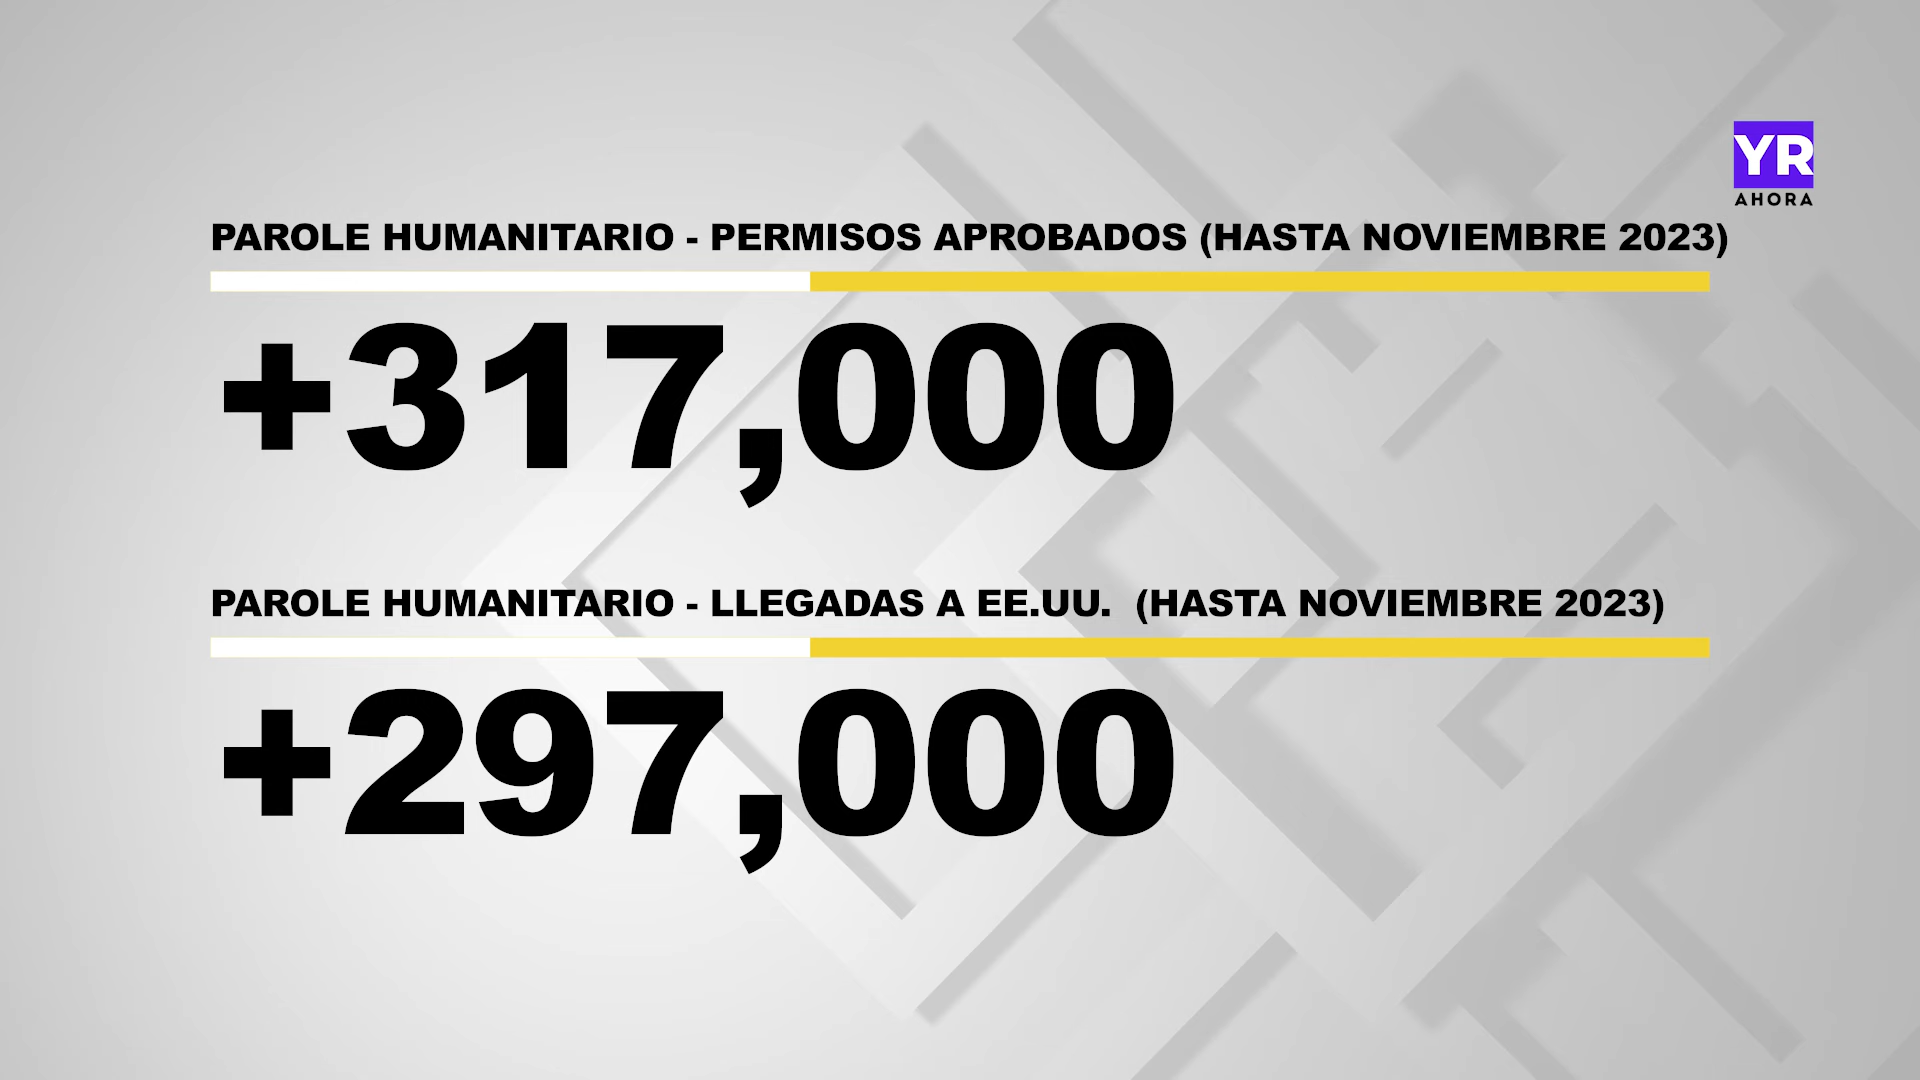 YR
AHORA
PAROLE HUMANITARIO - PERMISOS APROBADOS (HASTA NOVIEMBRE 2023)
+317,000
PAROLE HUMANITARIO - LLEGADAS A EE.UU. (HASTA NOVIEMBRE 2023)
+297,000